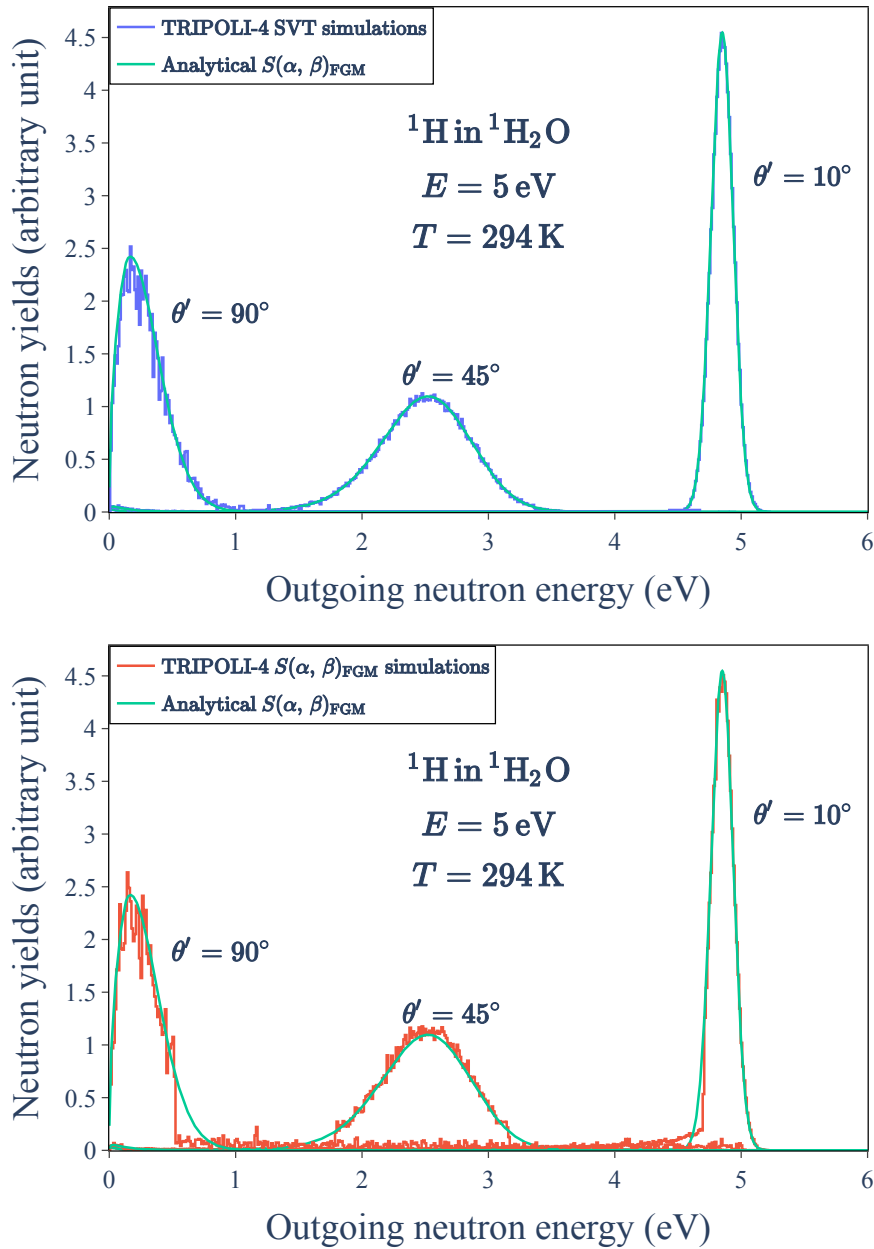 Neutron yields (arbitrary unit)
TRIPOLI-4 SVT simulations
Analytical S(α, β)FGM
¹H in ¹H₂O
E = 5 eV
T = 294 K
θ′ = 10°
θ′ = 90°
θ′ = 45°
4.5
4
3.5
3
2.5
2
1.5
1
0.5
0
0 1 2 3 4 5 6
Outgoing neutron energy (eV)
Neutron yields (arbitrary unit)
TRIPOLI-4 S(α, β)FGM simulations
Analytical S(α, β)FGM
¹H in ¹H₂O
E = 5 eV
T = 294 K
θ′ = 10°
θ′ = 90°
θ′ = 45°
4.5
4
3.5
3
2.5
2
1.5
1
0.5
0
0 1 2 3 4 5 6
Outgoing neutron energy (eV)